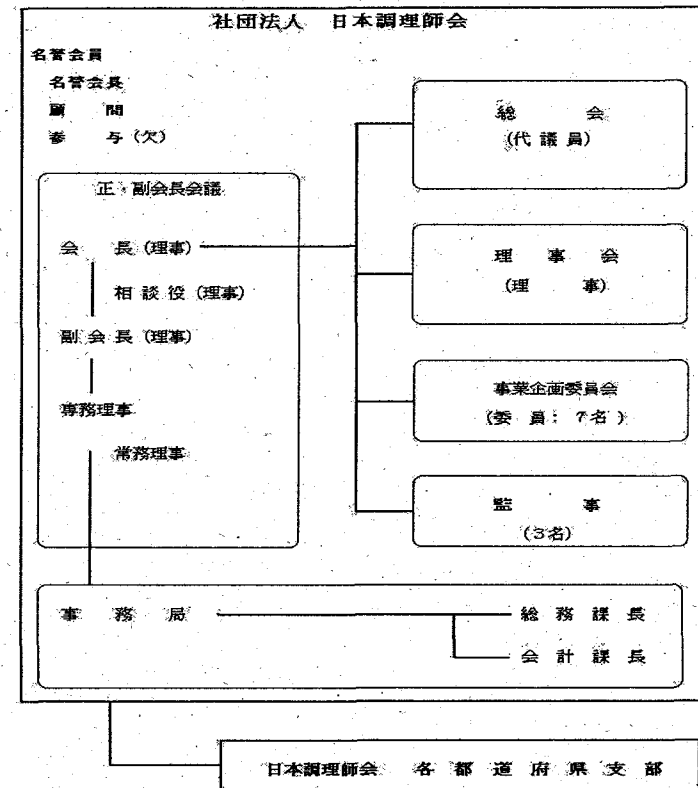 社団法人　日本調理師会
名誉会員
名誉会長
顧　問
参　与 (欠)
正・副会長会議
会　長 (理事)
相談役 (理事)
副会長 (理事)
専務理事
常務理事
総　会
(代議員)
理事会
(理　事)
事業企画委員会
(委　員： 7名 )
監　事
(3名)
事務局
総務課長
会計課長
日本調理師会　各都道府県支部